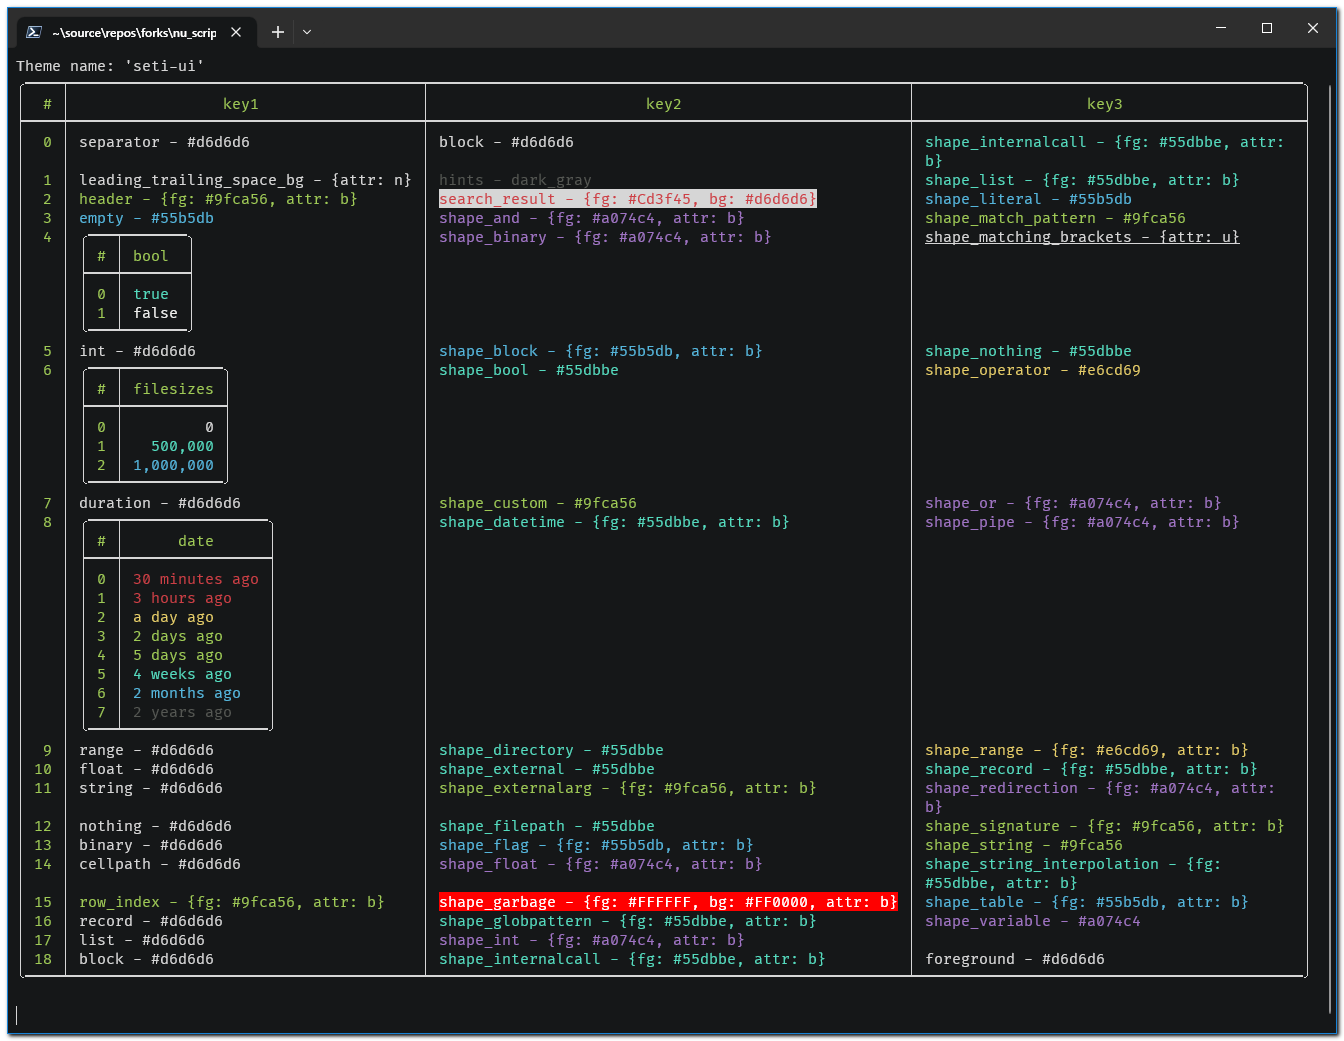 ~\source\repos\forks\nu_scrip
Theme name: 'seti-ui'
# key1 key2 key3
0 separator - #d6d6d6 block - #d6d6d6 shape_internalcall - {fg: #55dbbe, attr:
b}
1 leading_trailing_space_bg - {attr: n} hints - dark_gray shape_list - {fg: #55dbbe, attr: b}
2 header - {fg: #9fca56, attr: b} search_result - {fg: #Cd3f45, bg: #d6d6d6} shape_literal - #55b5db
3 empty - #55b5db shape_and - {fg: #a074c4, attr: b} shape_match_pattern - #9fca56
4 shape_binary - {fg: #a074c4, attr: b} shape_matching_brackets - {attr: u}
# bool
0 true
1 false
5 int - #d6d6d6 shape_block - {fg: #55b5db, attr: b} shape_nothing - #55dbbe
6 shape_bool - #55dbbe shape_operator - #e6cd69
# filesizes
0 0
1 500,000
2 1,000,000
7 duration - #d6d6d6 shape_custom - #9fca56 shape_or - {fg: #a074c4, attr: b}
8 shape_datetime - {fg: #55dbbe, attr: b} shape_pipe - {fg: #a074c4, attr: b}
# date
0 30 minutes ago
1 3 hours ago
2 a day ago
3 2 days ago
4 5 days ago
5 4 weeks ago
6 2 months ago
7 2 years ago
9 range - #d6d6d6 shape_directory - #55dbbe shape_range - {fg: #e6cd69, attr: b}
10 float - #d6d6d6 shape_external - #55dbbe shape_record - {fg: #55dbbe, attr: b}
11 string - #d6d6d6 shape_externalarg - {fg: #9fca56, attr: b} shape_redirection - {fg: #a074c4, attr:
b}
12 nothing - #d6d6d6 shape_filepath - #55dbbe shape_signature - {fg: #9fca56, attr: b}
13 binary - #d6d6d6 shape_flag - {fg: #55b5db, attr: b} shape_string - #9fca56
14 cellpath - #d6d6d6 shape_float - {fg: #a074c4, attr: b} shape_string_interpolation - {fg:
#55dbbe, attr: b}
15 row_index - {fg: #9fca56, attr: b} shape_garbage - {fg: #FFFFFF, bg: #FF0000, attr: b} shape_table - {fg: #55b5db, attr: b}
16 record - #d6d6d6 shape_globpattern - {fg: #55dbbe, attr: b} shape_variable - #a074c4
17 list - #d6d6d6 shape_int - {fg: #a074c4, attr: b}
18 block - #d6d6d6 shape_internalcall - {fg: #55dbbe, attr: b} foreground - #d6d6d6